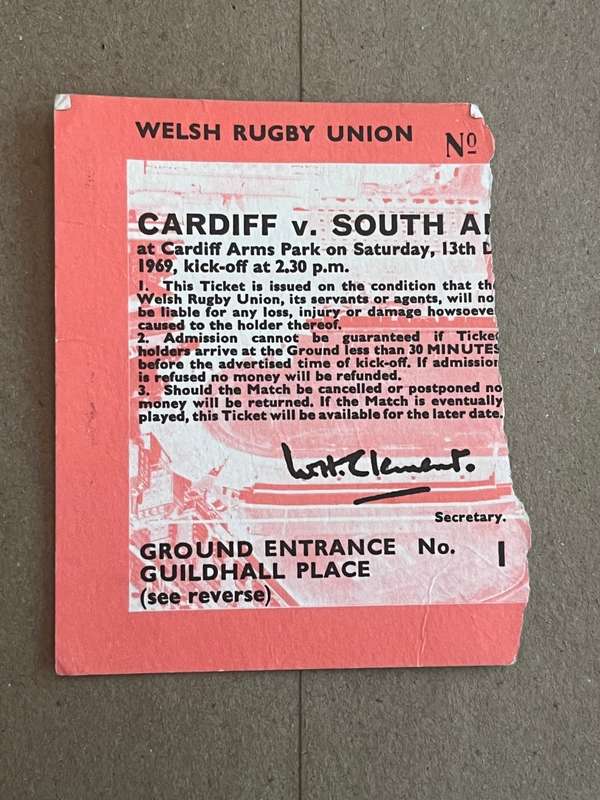 WELSH RUGBY UNION
Nº
CARDIFF v. SOUTH A
at Cardiff Arms Park on Saturday, 13th D
1969, kick-off at 2.30 p.m.
1. This Ticket is issued on the condition that the
Welsh Rugby Union, its servants or agents, will no
be liable for any loss, injury or damage howsoeve
caused to the holder thereof.
2. Admission cannot be guaranteed if Ticke
holders arrive at the Ground less than 30 MINUTES
before the advertised time of kick-off. If admission
is refused no money will be refunded.
3. Should the Match be cancelled or postponed no
money will be returned. If the Match is eventually
played, this Ticket will be available for the later date.
W.H. Clement.
Secretary.
GROUND ENTRANCE No. 1
GUILDHALL PLACE
(see reverse)